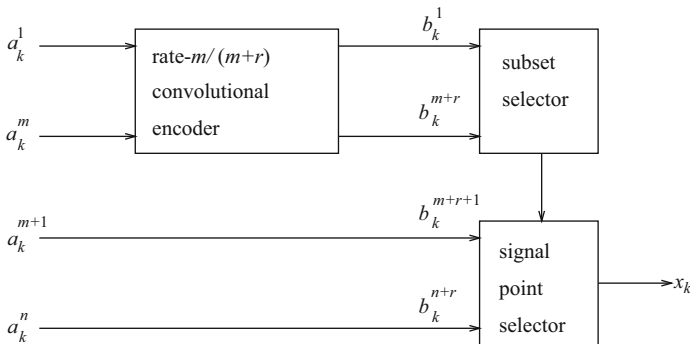 a_k^1
b_k^1
rate-m/(m+r)
convolutional
encoder
subset
selector
a_k^m
b_k^{m+r}
a_k^{m+1}
b_k^{m+r+1}
signal
point
selector
x_k
a_k^n
b_k^{n+r}